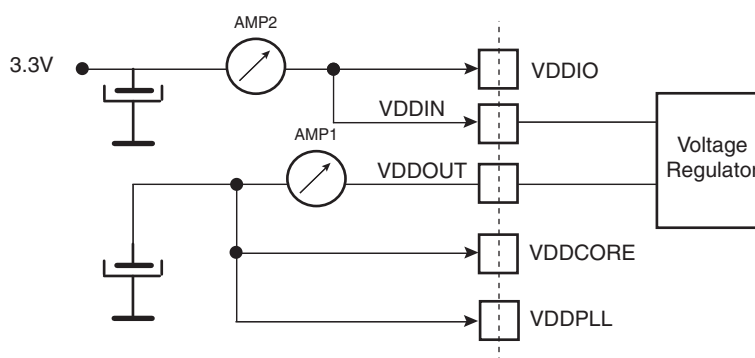 AMP2
3.3V
VDDIO
VDDIN
Voltage
Regulator
AMP1
VDDOUT
VDDCORE
VDDPLL